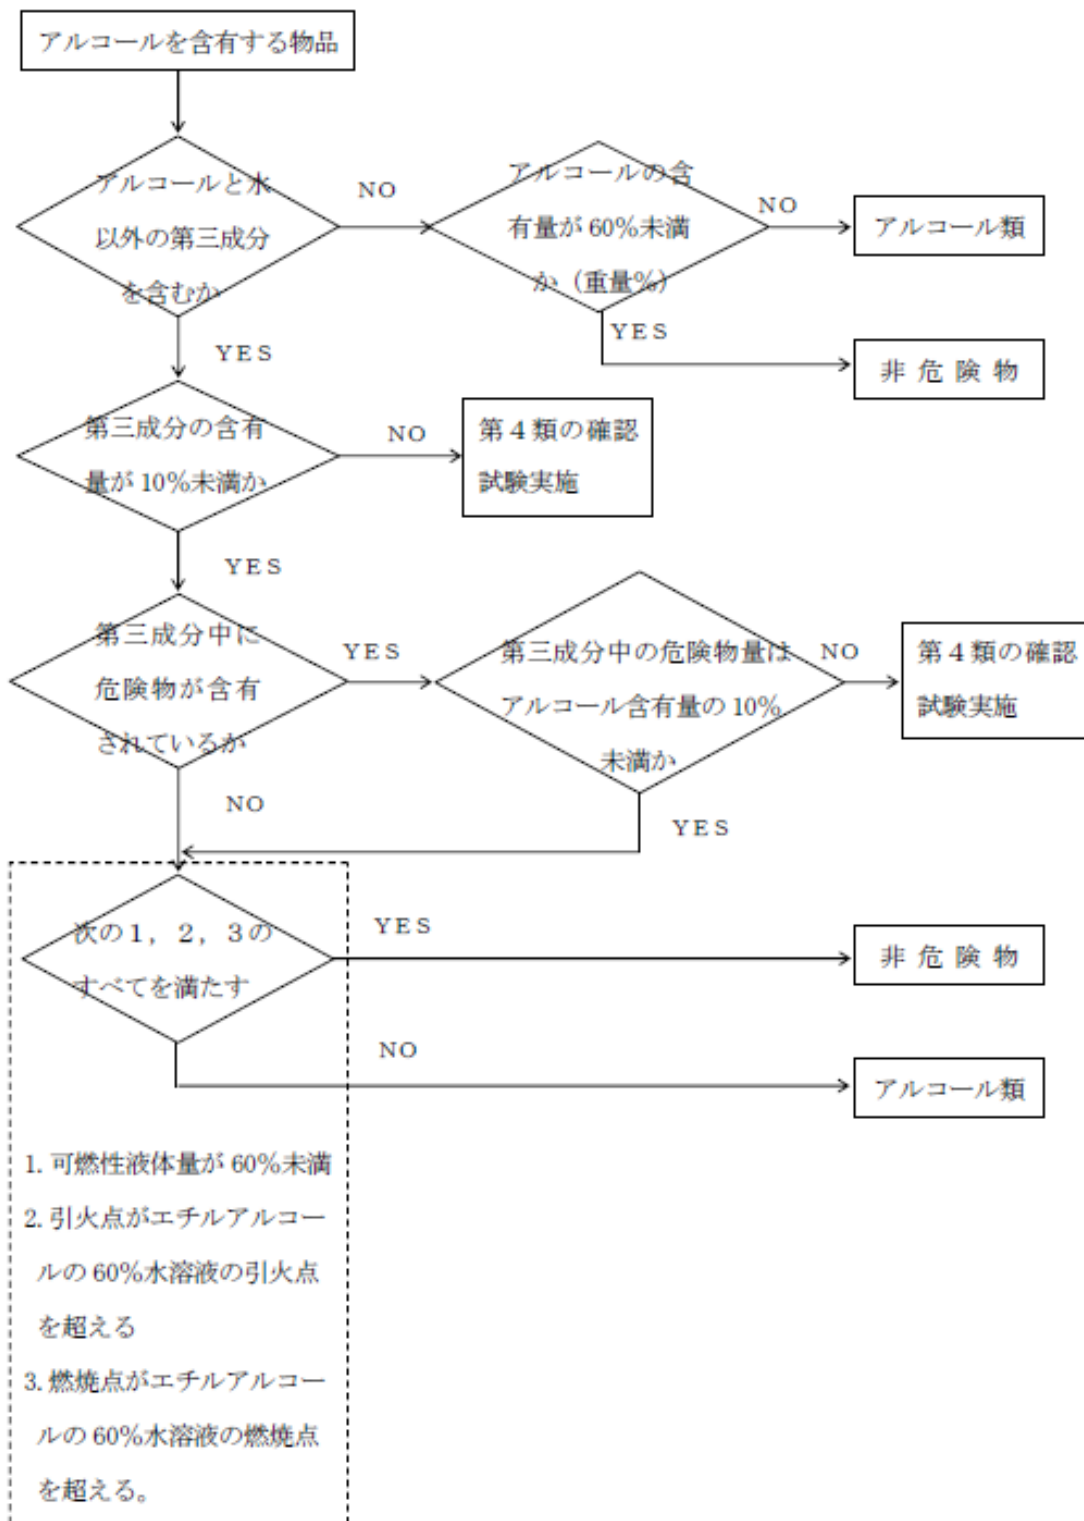 アルコールを含有する物品
アルコールと水
以外の第三成分
を含むか
NO
アルコールの含
有量が60%未満
か(重量%)
NO
アルコール類
YES
非危険物
YES
第三成分の含有
量が10%未満か
NO
第4類の確認
試験実施
YES
第三成分中に
危険物が含有
されているか
YES
第三成分中の危険物量は
アルコール含有量の10%
未満か
NO
第4類の確認
試験実施
NO
YES
次の1,2,3の
すべてを満たす
YES
非危険物
NO
アルコール類
1.可燃性液体量が60%未満
2.引火点がエチルアルコー
ルの60%水溶液の引火点
を超える
3.燃焼点がエチルアルコー
ルの60%水溶液の燃焼点
を超える。